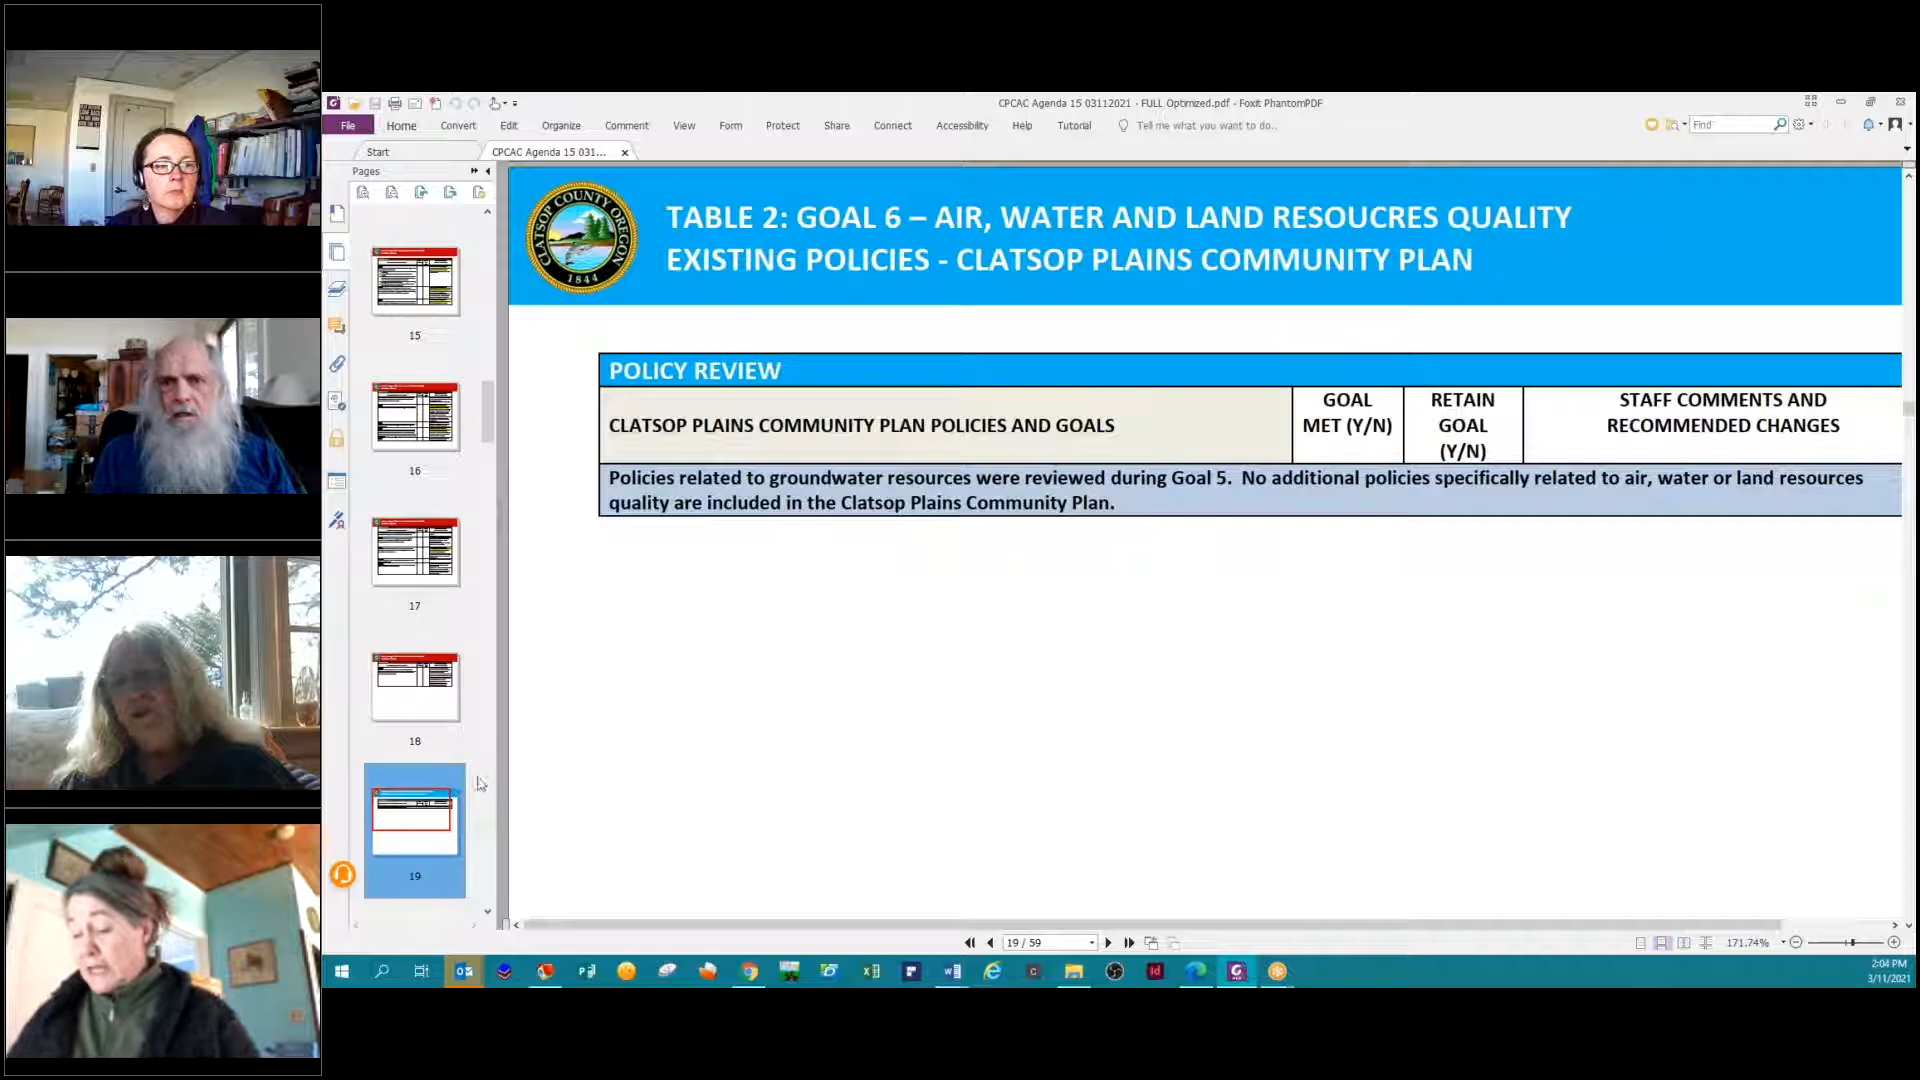 CPCAC Agenda 15 03112021 - FULL Optimized.pdf - Foxit PhantomPDF
File Home Convert Edit Organize Comment View Form Protect Share Connect Accessibility Help Tutorial Tell me what you want to do.. Find
Start CPCAC Agenda 15 031...
Pages
15
16
17
18
19
CLATSOP COUNTY OREGON
1844
TABLE 2: GOAL 6 – AIR, WATER AND LAND RESOUCRES QUALITY
EXISTING POLICIES - CLATSOP PLAINS COMMUNITY PLAN
POLICY REVIEW
CLATSOP PLAINS COMMUNITY PLAN POLICIES AND GOALS
GOAL
MET (Y/N)
RETAIN
GOAL
(Y/N)
STAFF COMMENTS AND
RECOMMENDED CHANGES
Policies related to groundwater resources were reviewed during Goal 5.  No additional policies specifically related to air, water or land resources
quality are included in the Clatsop Plains Community Plan.
19 / 59
171.74%
2:04 PM
3/11/2021